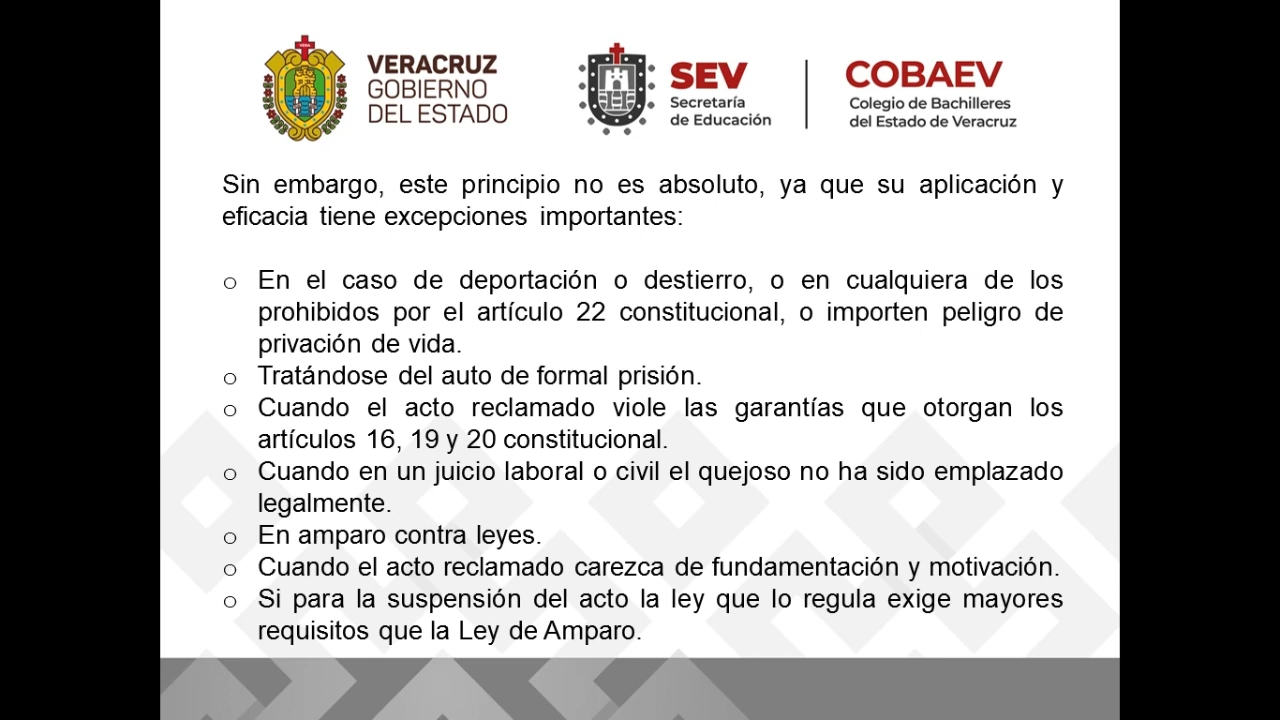 VERACRUZ
GOBIERNO
DEL ESTADO
SEV
Secretaría
de Educación
COBAEV
Colegio de Bachilleres
del Estado de Veracruz
Sin embargo, este principio no es absoluto, ya que su aplicación y
eficacia tiene excepciones importantes:
o En el caso de deportación o destierro, o en cualquiera de los
prohibidos por el artículo 22 constitucional, o importen peligro de
privación de vida.
o Tratándose del auto de formal prisión.
o Cuando el acto reclamado viole las garantías que otorgan los
artículos 16, 19 y 20 constitucional.
o Cuando en un juicio laboral o civil el quejoso no ha sido emplazado
legalmente.
o En amparo contra leyes.
o Cuando el acto reclamado carezca de fundamentación y motivación.
o Si para la suspensión del acto la ley que lo regula exige mayores
requisitos que la Ley de Amparo.